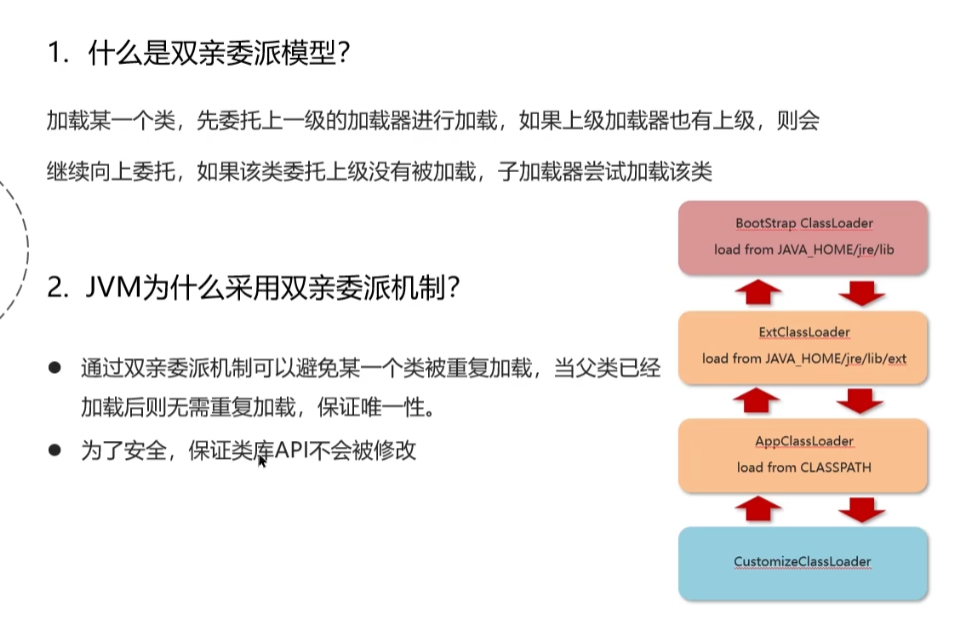 1. 什么是双亲委派模型？
加载某一个类，先委托上一级的加载器进行加载，如果上级加载器也有上级，则会
继续向上委托，如果该类委托上级没有被加载，子加载器尝试加载该类
2. JVM为什么采用双亲委派机制？
● 通过双亲委派机制可以避免某一个类被重复加载，当父类已经
加载后则无需重复加载，保证唯一性。
● 为了安全，保证类库API不会被修改
BootStrap ClassLoader
load from JAVA_HOME/jre/lib
ExtClassLoader
load from JAVA_HOME/jre/lib/ext
AppClassLoader
load from CLASSPATH
CustomizeClassLoader